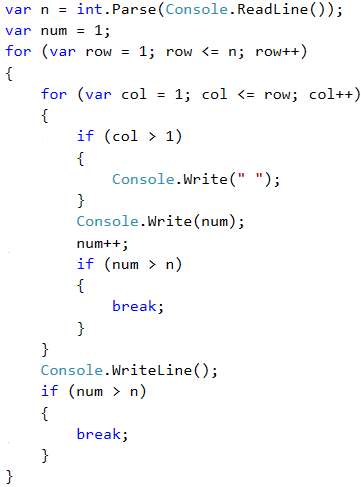 var n = int.Parse(Console.ReadLine());
var num = 1;
for (var row = 1; row <= n; row++)
{
    for (var col = 1; col <= row; col++)
    {
        if (col > 1)
        {
            Console.Write(" ");
        }
        Console.Write(num);
        num++;
        if (num > n)
        {
            break;
        }
    }
    Console.WriteLine();
    if (num > n)
    {
        break;
    }
}